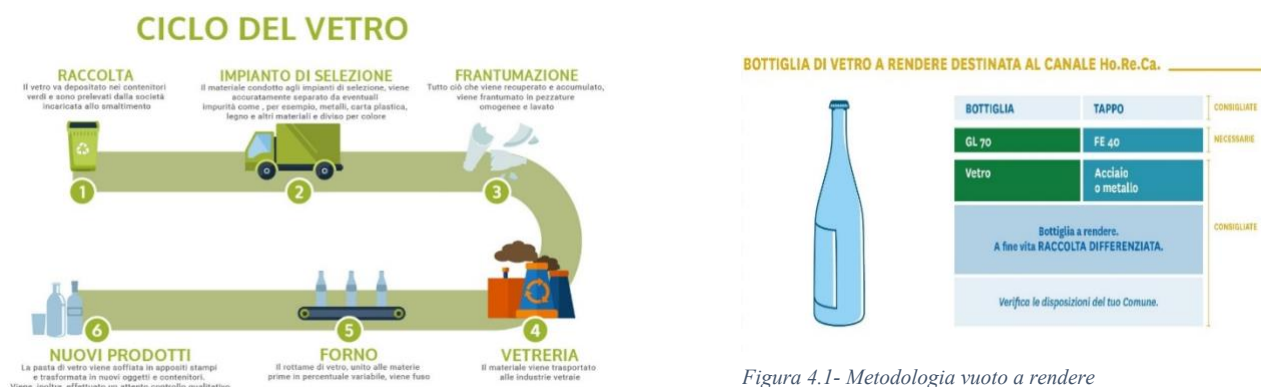 CICLO DEL VETRO
RACCOLTA
Il vetro va depositato nei contenitori
verdi e sono prelevati dalla società
incaricata allo smaltimento
1
IMPIANTO DI SELEZIONE
Il materiale condotto agli impianti di selezione, viene
accuratamente separato da eventuali
impurità come , per esempio, metalli, carta plastica,
legno e altri materiali e diviso per colore
2
FRANTUMAZIONE
Tutto ciò che viene recuperato e accumulato,
viene frantumato in pezzature
omogenee e lavato
3
4
VETRERIA
Il materiale viene trasportato
alle industrie vetraie
5
FORNO
Il rottame di vetro, unito alle materie
prime in percentuale variabile, viene fuso
6
NUOVI PRODOTTI
La pasta di vetro viene soffiata in appositi stampi
e trasformata in nuovi oggetti e contenitori.
Viene, inoltre, effettuato un attento controllo qualitativo
BOTTIGLIA DI VETRO A RENDERE DESTINATA AL CANALE Ho.Re.Ca.
BOTTIGLIA TAPPO CONSIGLIATE
GL 70 FE 40 NECESSARIE
Vetro Acciaio
o metallo
Bottiglia a rendere.
A fine vita RACCOLTA DIFFERENZIATA.
CONSIGLIATE
Verifica le disposizioni del tuo Comune.
Figura 4.1- Metodologia vuoto a rendere